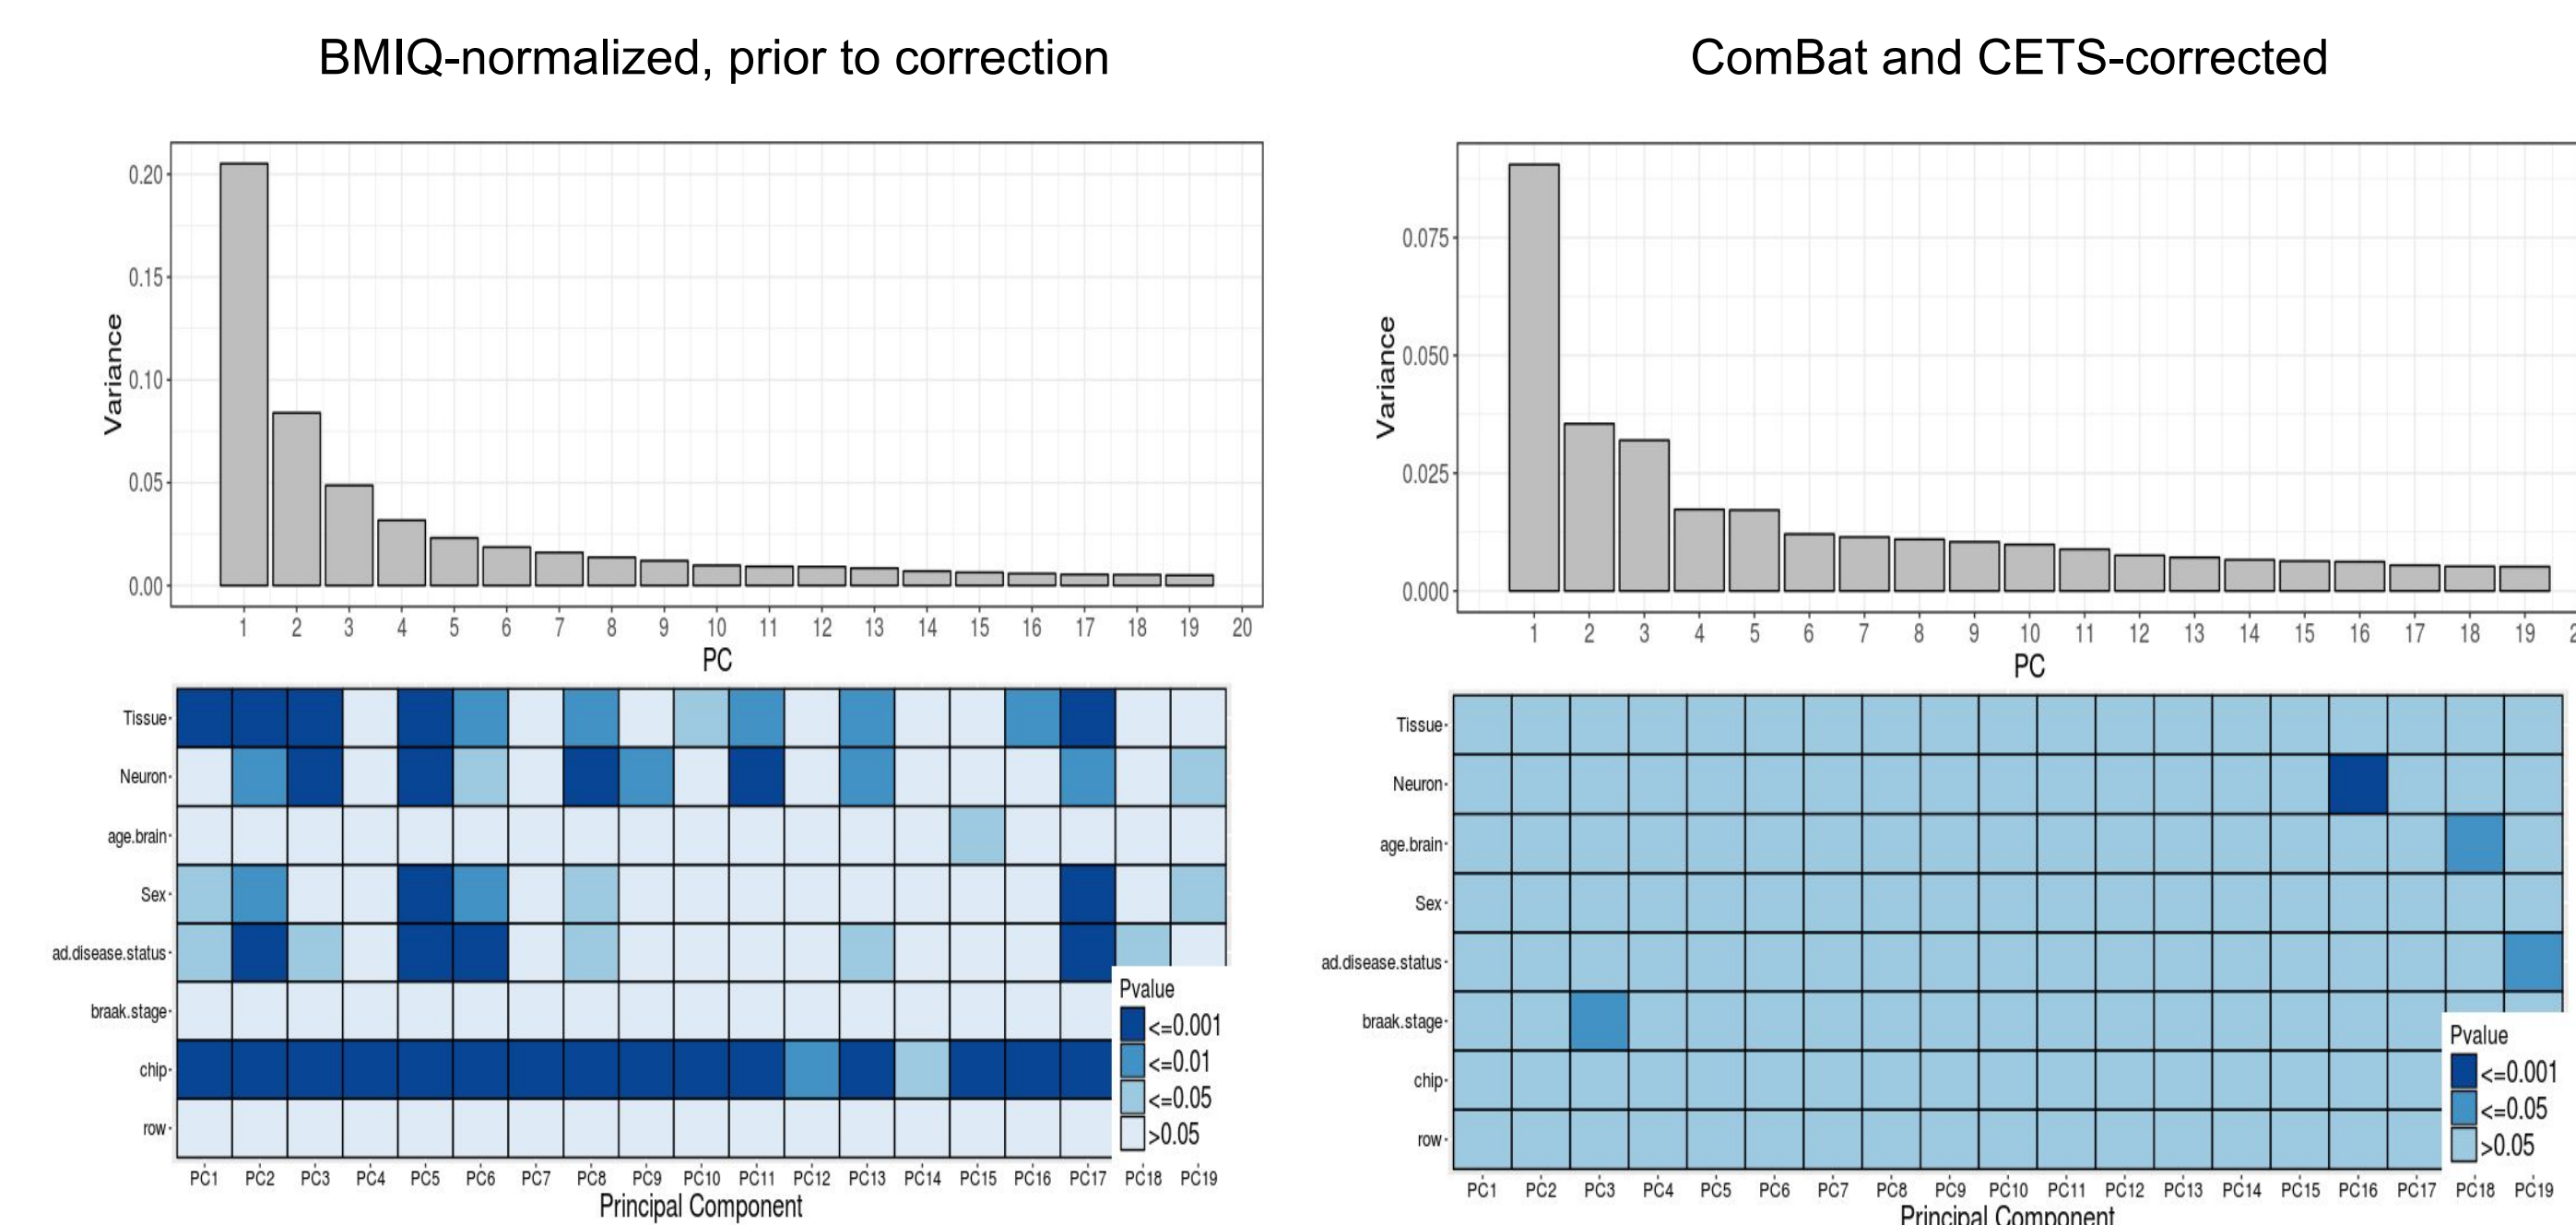 BMIQ-normalized, prior to correction
ComBat and CETS-corrected
0.20
0.15
0.10
0.05
0.00
Variance
1 2 3 4 5 6 7 8 9 10 11 12 13 14 15 16 17 18 19 20
PC
0.075
0.050
0.025
0.000
Variance
1 2 3 4 5 6 7 8 9 10 11 12 13 14 15 16 17 18 19
PC
Tissue
Neuron
age.brain
Sex
ad.disease.status
braak.stage
chip
row
Pvalue
<=0.001
<=0.01
<=0.05
>0.05
PC1 PC2 PC3 PC4 PC5 PC6 PC7 PC8 PC9 PC10 PC11 PC12 PC13 PC14 PC15 PC16 PC17 PC18 PC19
Principal Component
Tissue
Neuron
age.brain
Sex
ad.disease.status
braak.stage
chip
row
Pvalue
<=0.001
<=0.05
>0.05
PC1 PC2 PC3 PC4 PC5 PC6 PC7 PC8 PC9 PC10 PC11 PC12 PC13 PC14 PC15 PC16 PC17 PC18 PC19
Principal Component